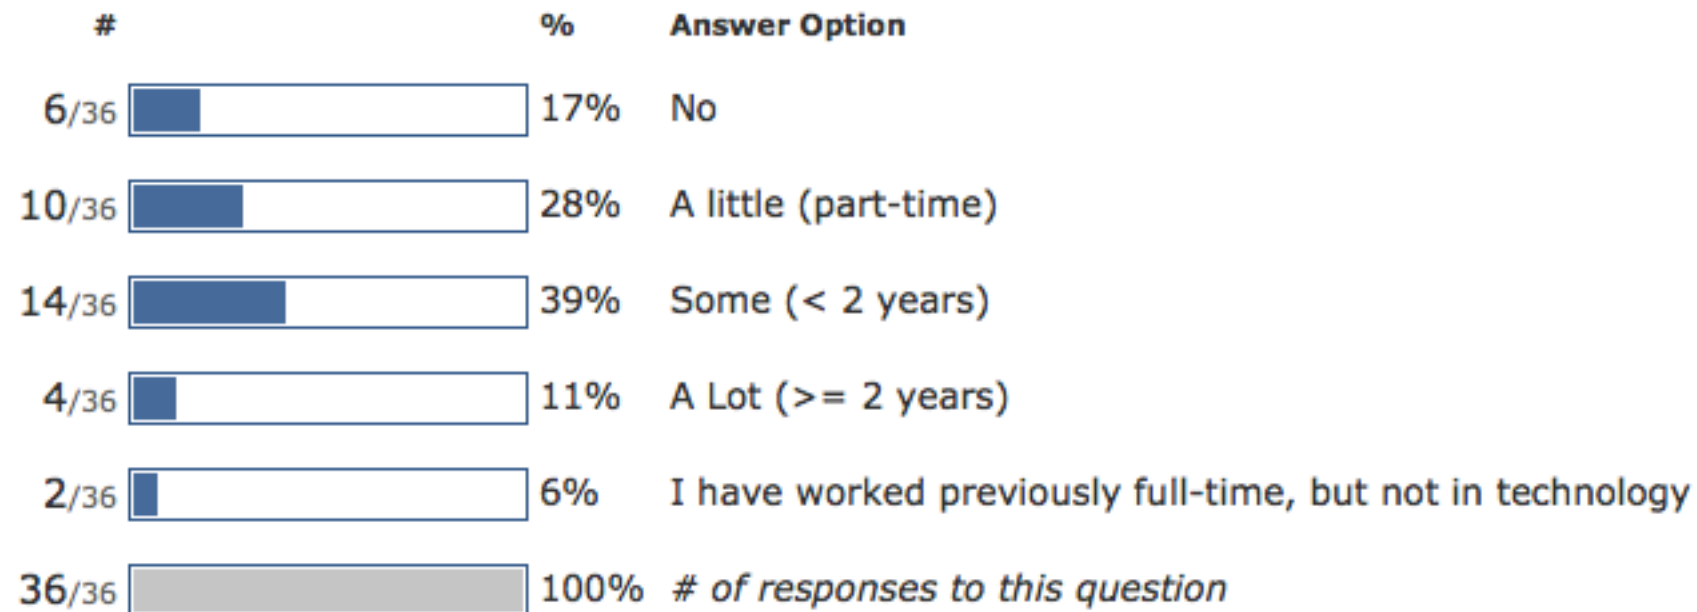 # % Answer Option
6/36 17% No
10/36 28% A little (part-time)
14/36 39% Some (< 2 years)
4/36 11% A Lot (>= 2 years)
2/36 6% I have worked previously full-time, but not in technology
36/36 100% # of responses to this question